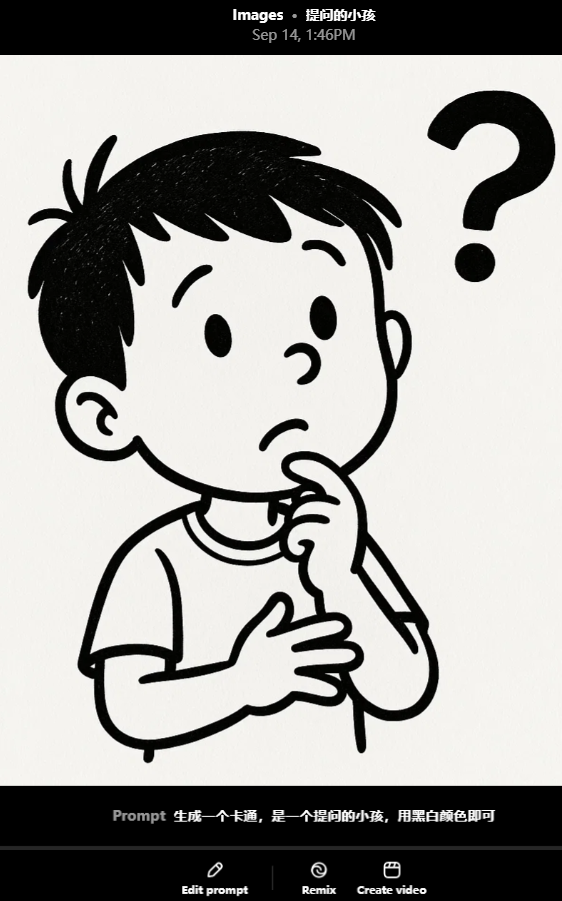 Images • 提问的小孩
Sep 14, 1:46PM
?
Prompt 生成一个卡通，是一个提问的小孩，用黑白颜色即可
Edit prompt Remix Create video